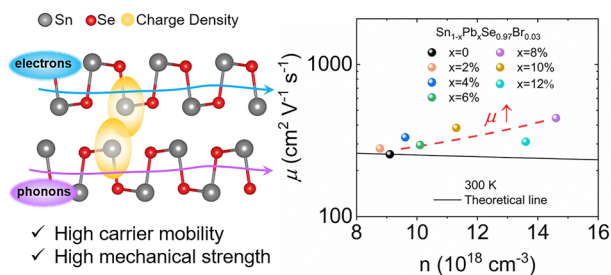 Sn Se Charge Density
electrons
phonons
✓ High carrier mobility
✓ High mechanical strength
Sn₁₋ₓPbₓSe₀.₉₇Br₀.₀₃
x=0 x=8%
x=2% x=10%
x=4% x=12%
x=6%
μ ↑
300 K
Theoretical line
μ (cm² V⁻¹ s⁻¹)
1000
100
8 10 12 14 16
n (10¹⁸ cm⁻³)